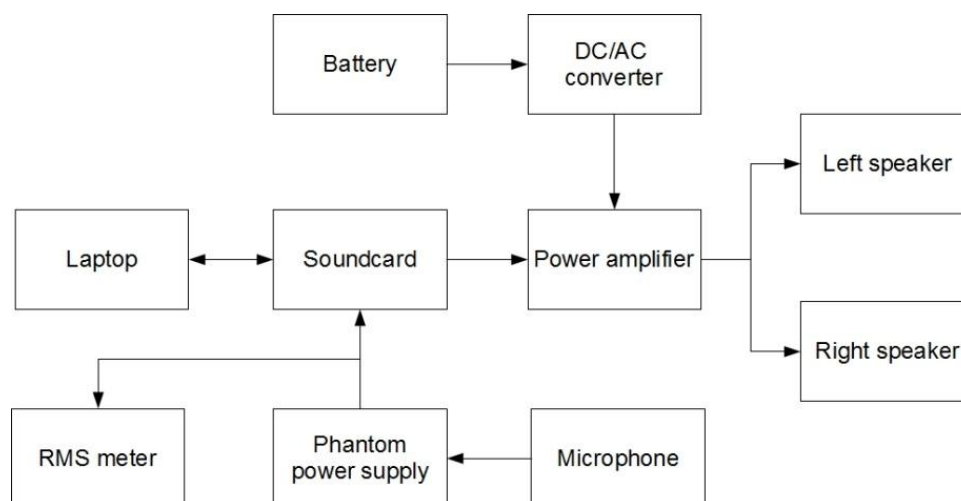 Battery
DC/AC
converter
Left speaker
Laptop
Soundcard
Power amplifier
Right speaker
RMS meter
Phantom
power supply
Microphone